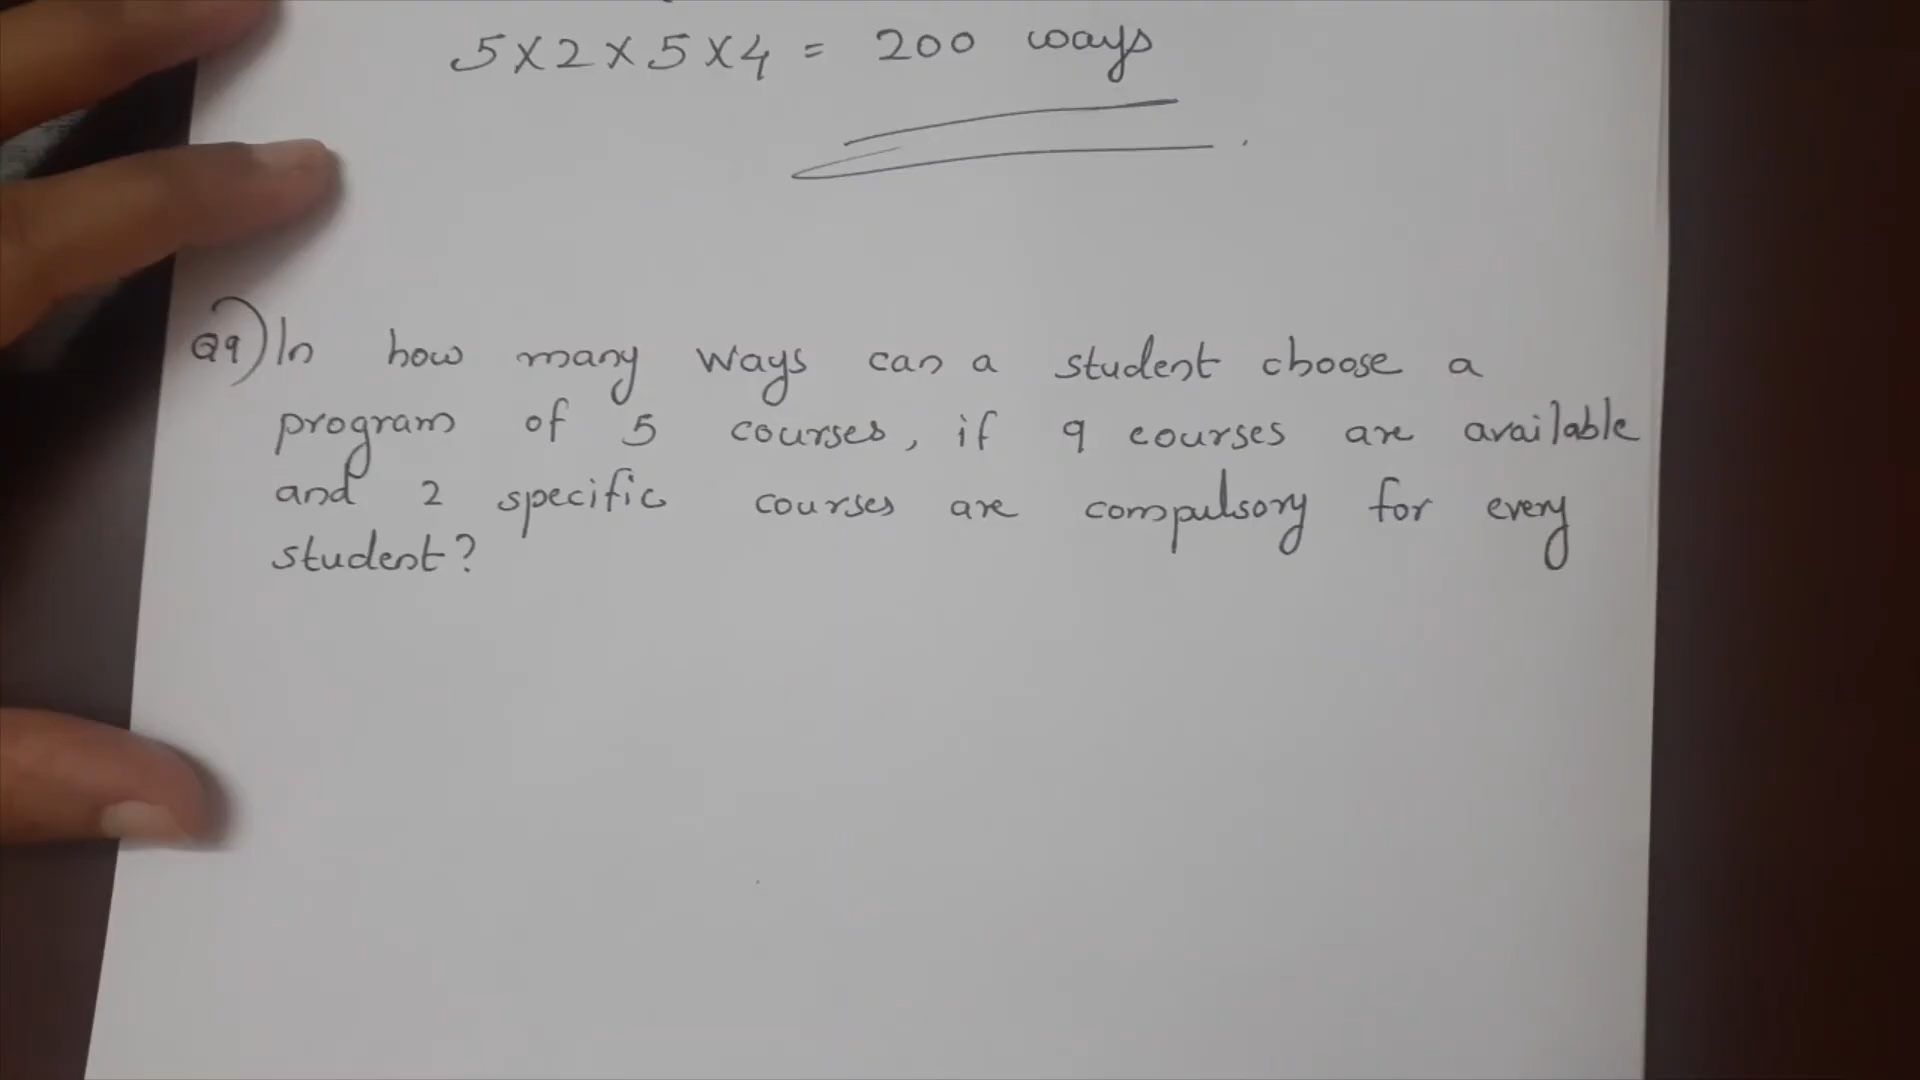 5×2×5×4 = 200 ways
Q9) In how many ways can a student choose a
program of 5 courses, if 9 courses are available
and 2 specific courses are compulsory for every
student?